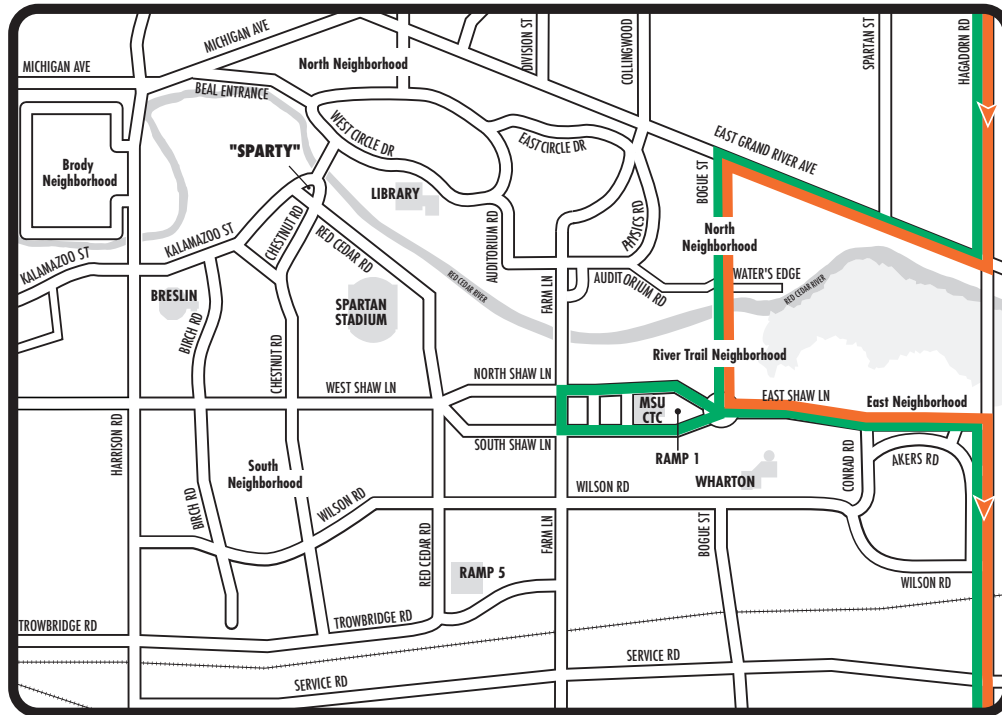 MICHIGAN AVE
DIVISION ST
COLLINGWOOD
SPARTAN ST
HAGADORN RD
MICHIGAN AVE
North Neighborhood
BEAL ENTRANCE
WEST CIRCLE DR
EAST CIRCLE DR
EAST GRAND RIVER AVE
"SPARTY"
Brody
Neighborhood
LIBRARY
BOGUE ST
CHESTNUT RD
PHYSICS RD
North
Neighborhood
KALAMAZOO ST
KALAMAZOO ST
RED CEDAR RD
AUDITORIUM RD
AUDITORIUM RD
WATER'S EDGE
BRESLIN
SPARTAN
STADIUM
RED CEDAR RIVER
RED CEDAR RIVER
FARM LN
BIRCH RD
CHESTNUT RD
River Trail Neighborhood
NORTH SHAW LN
WEST SHAW LN
EAST SHAW LN
East Neighborhood
MSU
CTC
HARRISON RD
SOUTH SHAW LN
RAMP 1
CONRAD RD
AKERS RD
South
Neighborhood
WHARTON
WILSON RD
WILSON RD
BIRCH RD
RED CEDAR RD
FARM LN
BOGUE ST
RAMP 5
WILSON RD
TROWBRIDGE RD
TROWBRIDGE RD
SERVICE RD
SERVICE RD